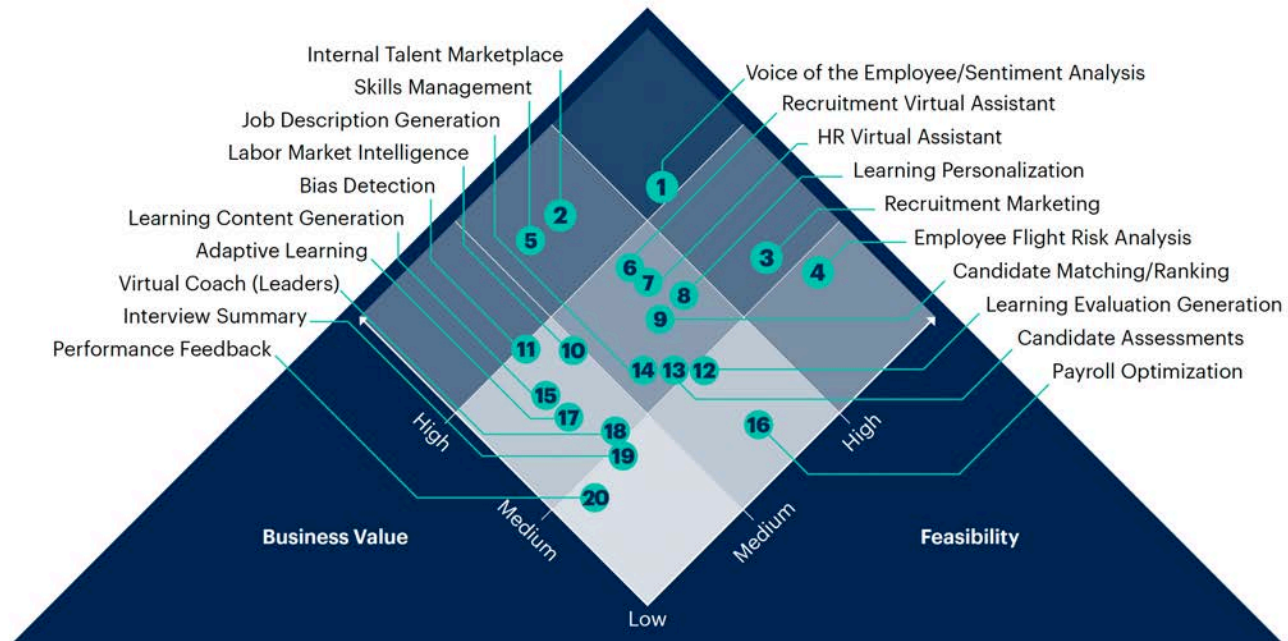 Internal Talent Marketplace
Skills Management
Job Description Generation
Labor Market Intelligence
Bias Detection
Learning Content Generation
Adaptive Learning
Virtual Coach (Leaders)
Interview Summary
Performance Feedback
Voice of the Employee/Sentiment Analysis
Recruitment Virtual Assistant
HR Virtual Assistant
Learning Personalization
Recruitment Marketing
Employee Flight Risk Analysis
Candidate Matching/Ranking
Learning Evaluation Generation
Candidate Assessments
Payroll Optimization
1
2
5
3
4
6
7
8
9
11
10
14
13
12
15
17
18
16
19
20
High
High
Medium
Medium
Business Value
Feasibility
Low